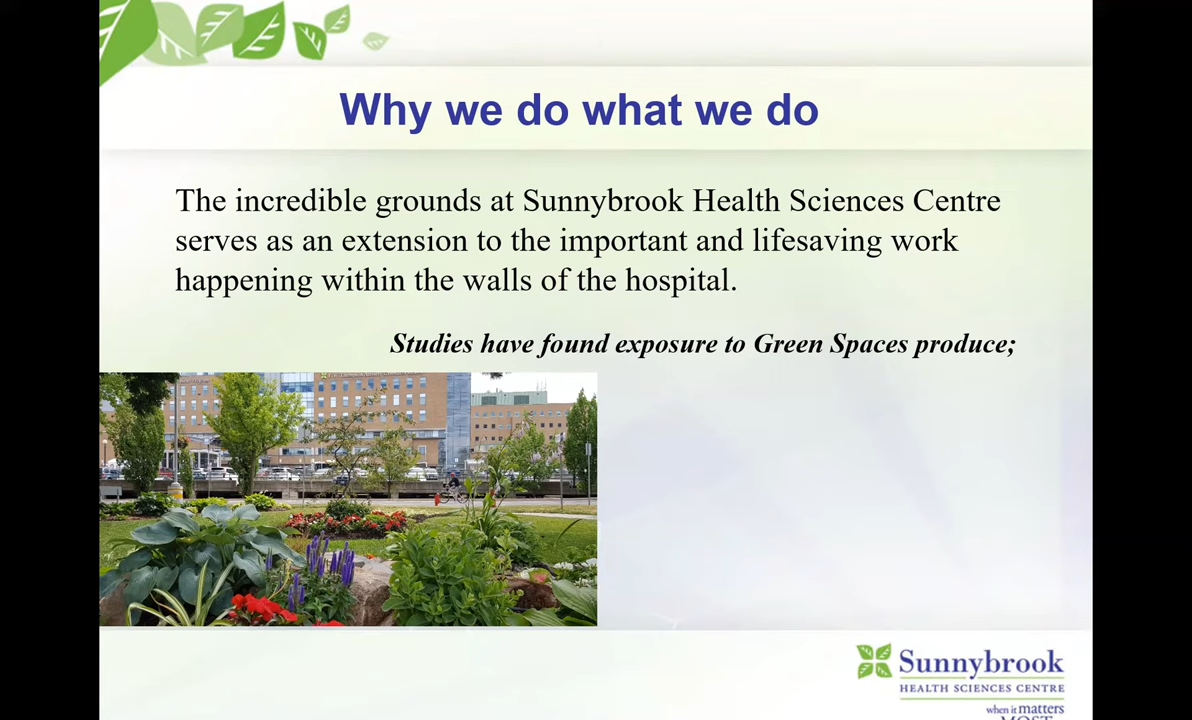 Why we do what we do
The incredible grounds at Sunnybrook Health Sciences Centre
serves as an extension to the important and lifesaving work
happening within the walls of the hospital.
Studies have found exposure to Green Spaces produce;
Sunnybrook
HEALTH SCIENCES CENTRE
when it matters
MOST